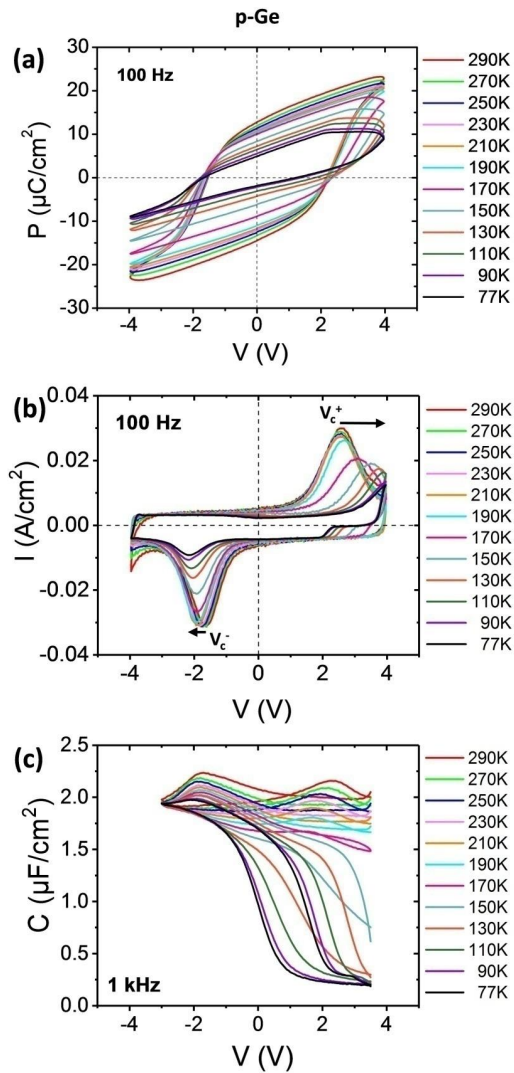 p-Ge
(a)
100 Hz
P (µC/cm²)
30
20
10
0
-10
-20
-30
-4 -2 0 2 4
V (V)
290K
270K
250K
230K
210K
190K
170K
150K
130K
110K
90K
77K
(b)
100 Hz
Vc+
Vc-
I (A/cm²)
0.04
0.02
0.00
-0.02
-0.04
-4 -2 0 2 4
V (V)
290K
270K
250K
230K
210K
190K
170K
150K
130K
110K
90K
77K
(c)
C (µF/cm²)
2.5
2.0
1.5
1.0
0.5
0.0
1 kHz
-4 -2 0 2 4
V (V)
290K
270K
250K
230K
210K
190K
170K
150K
130K
110K
90K
77K